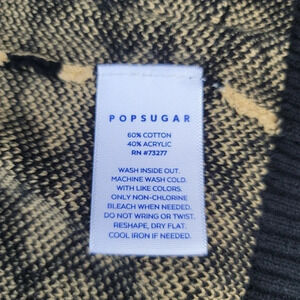 POPSUGAR
60% COTTON
40% ACRYLIC
RN #73277
WASH INSIDE OUT.
MACHINE WASH COLD.
WITH LIKE COLORS.
ONLY NON-CHLORINE
BLEACH WHEN NEEDED.
DO NOT WRING OR TWIST.
RESHAPE, DRY FLAT.
COOL IRON IF NEEDED.